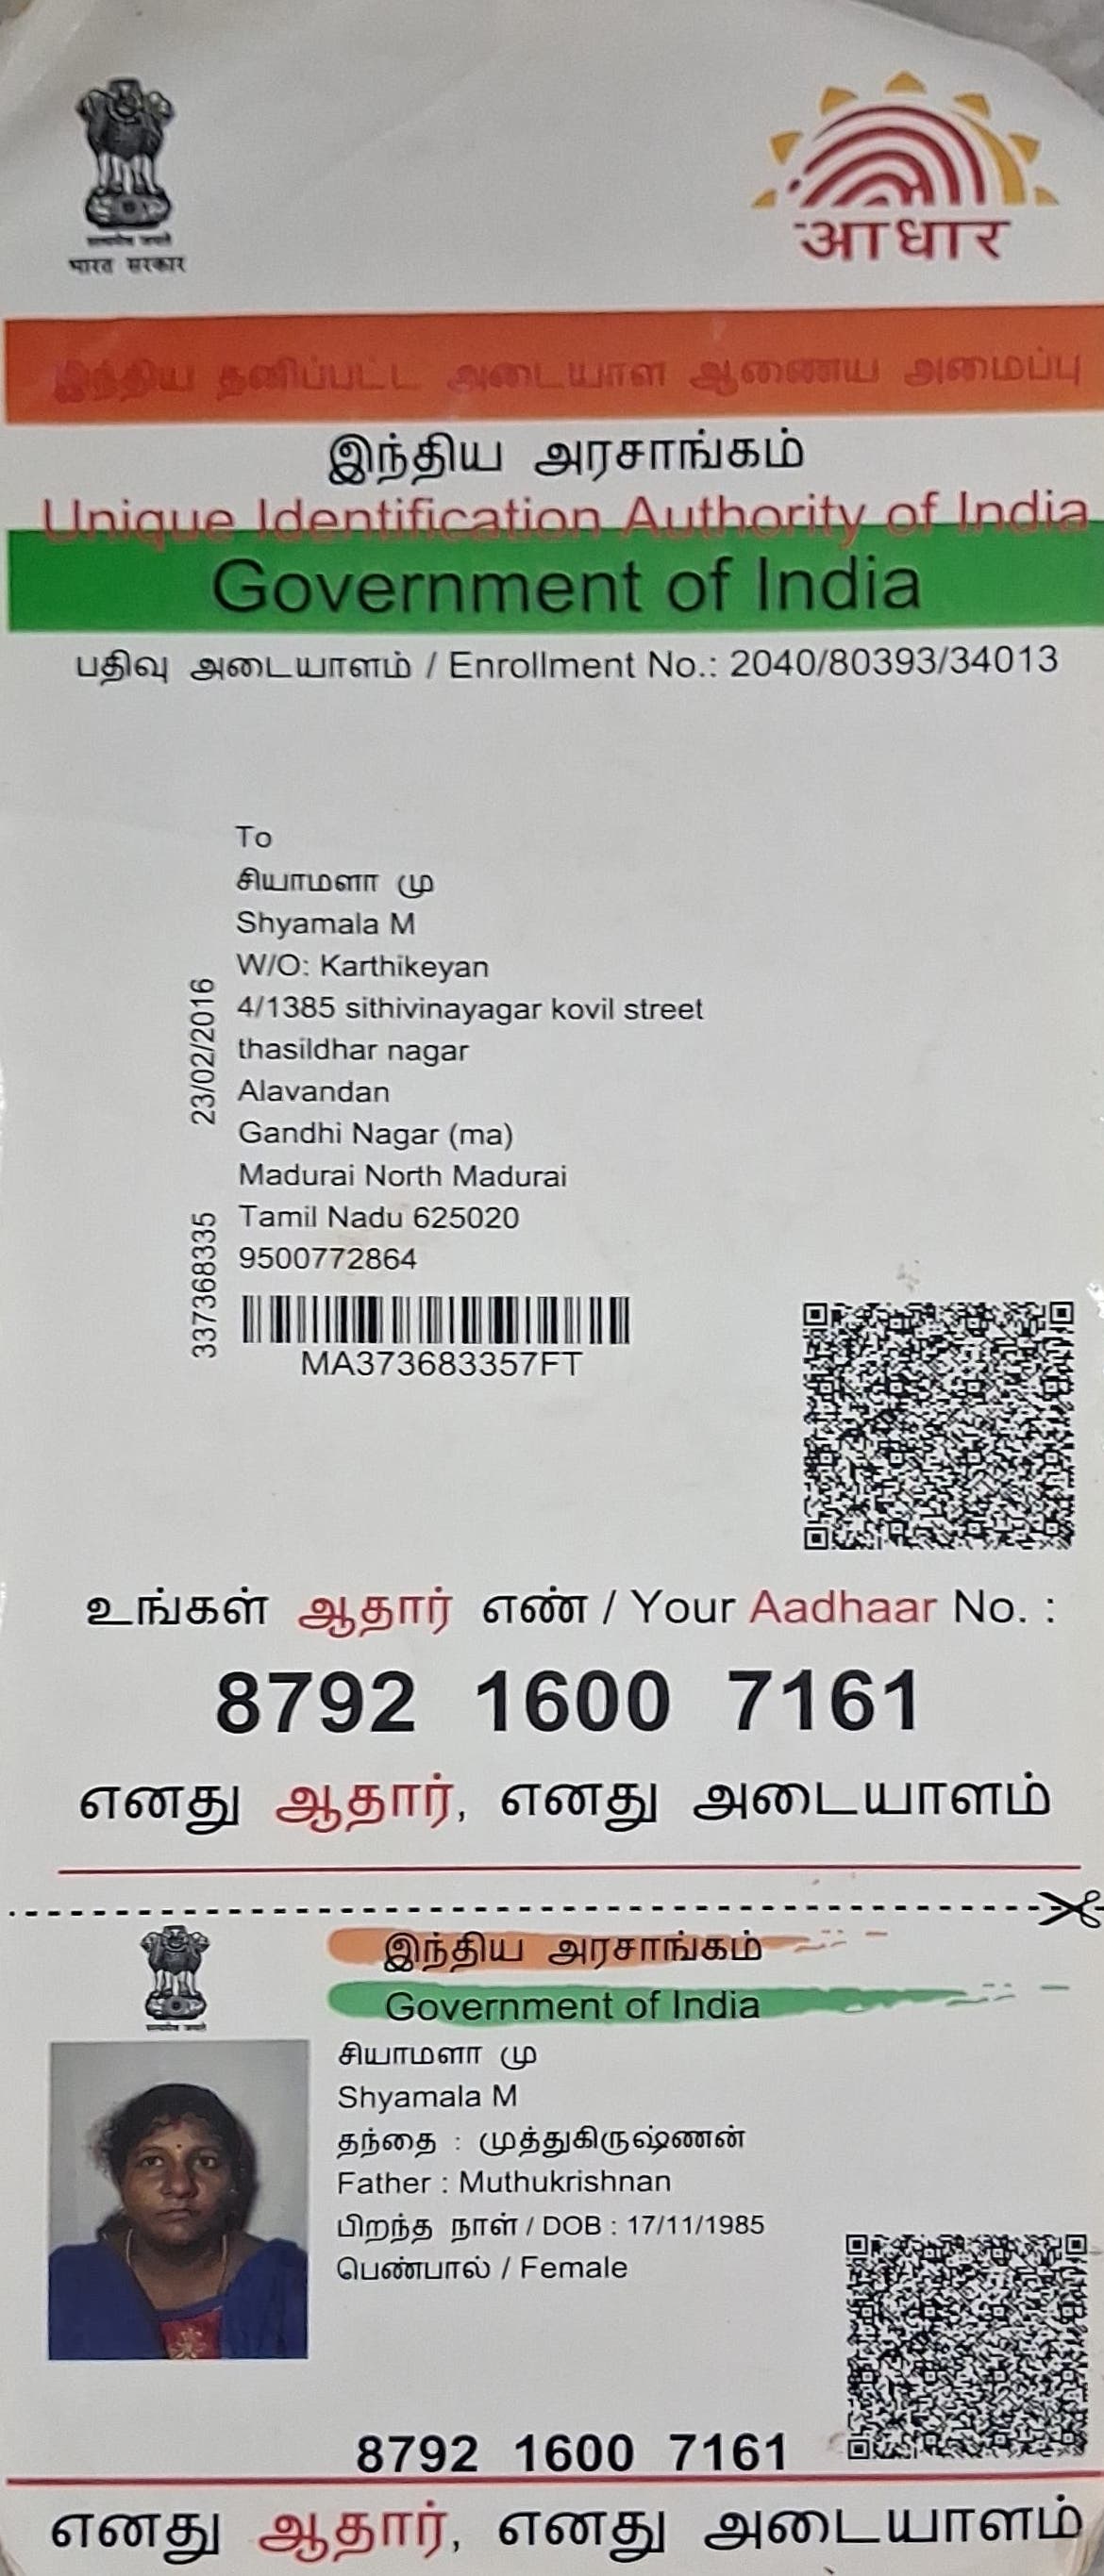 भारत सरकार
आधार
இந்திய தனிப்பட்ட அடையாள ஆணைய அமைப்பு
இந்திய அரசாங்கம்
Unique Identification Authority of India
Government of India
பதிவு அடையாளம் / Enrollment No.: 2040/80393/34013
To
சியாமளா மு
Shyamala M
W/O: Karthikeyan
4/1385 sithivinayagar kovil street
thasildhar nagar
Alavandan
Gandhi Nagar (ma)
Madurai North Madurai
Tamil Nadu 625020
9500772864
23/02/2016
337368335
MA373683357FT
உங்கள் ஆதார் எண் / Your Aadhaar No. :
8792 1600 7161
எனது ஆதார், எனது அடையாளம்
இந்திய அரசாங்கம்
Government of India
சியாமளா மு
Shyamala M
தந்தை : முத்துகிருஷ்ணன்
Father : Muthukrishnan
பிறந்த நாள் / DOB : 17/11/1985
பெண்பால் / Female
8792 1600 7161
எனது ஆதார், எனது அடையாளம்